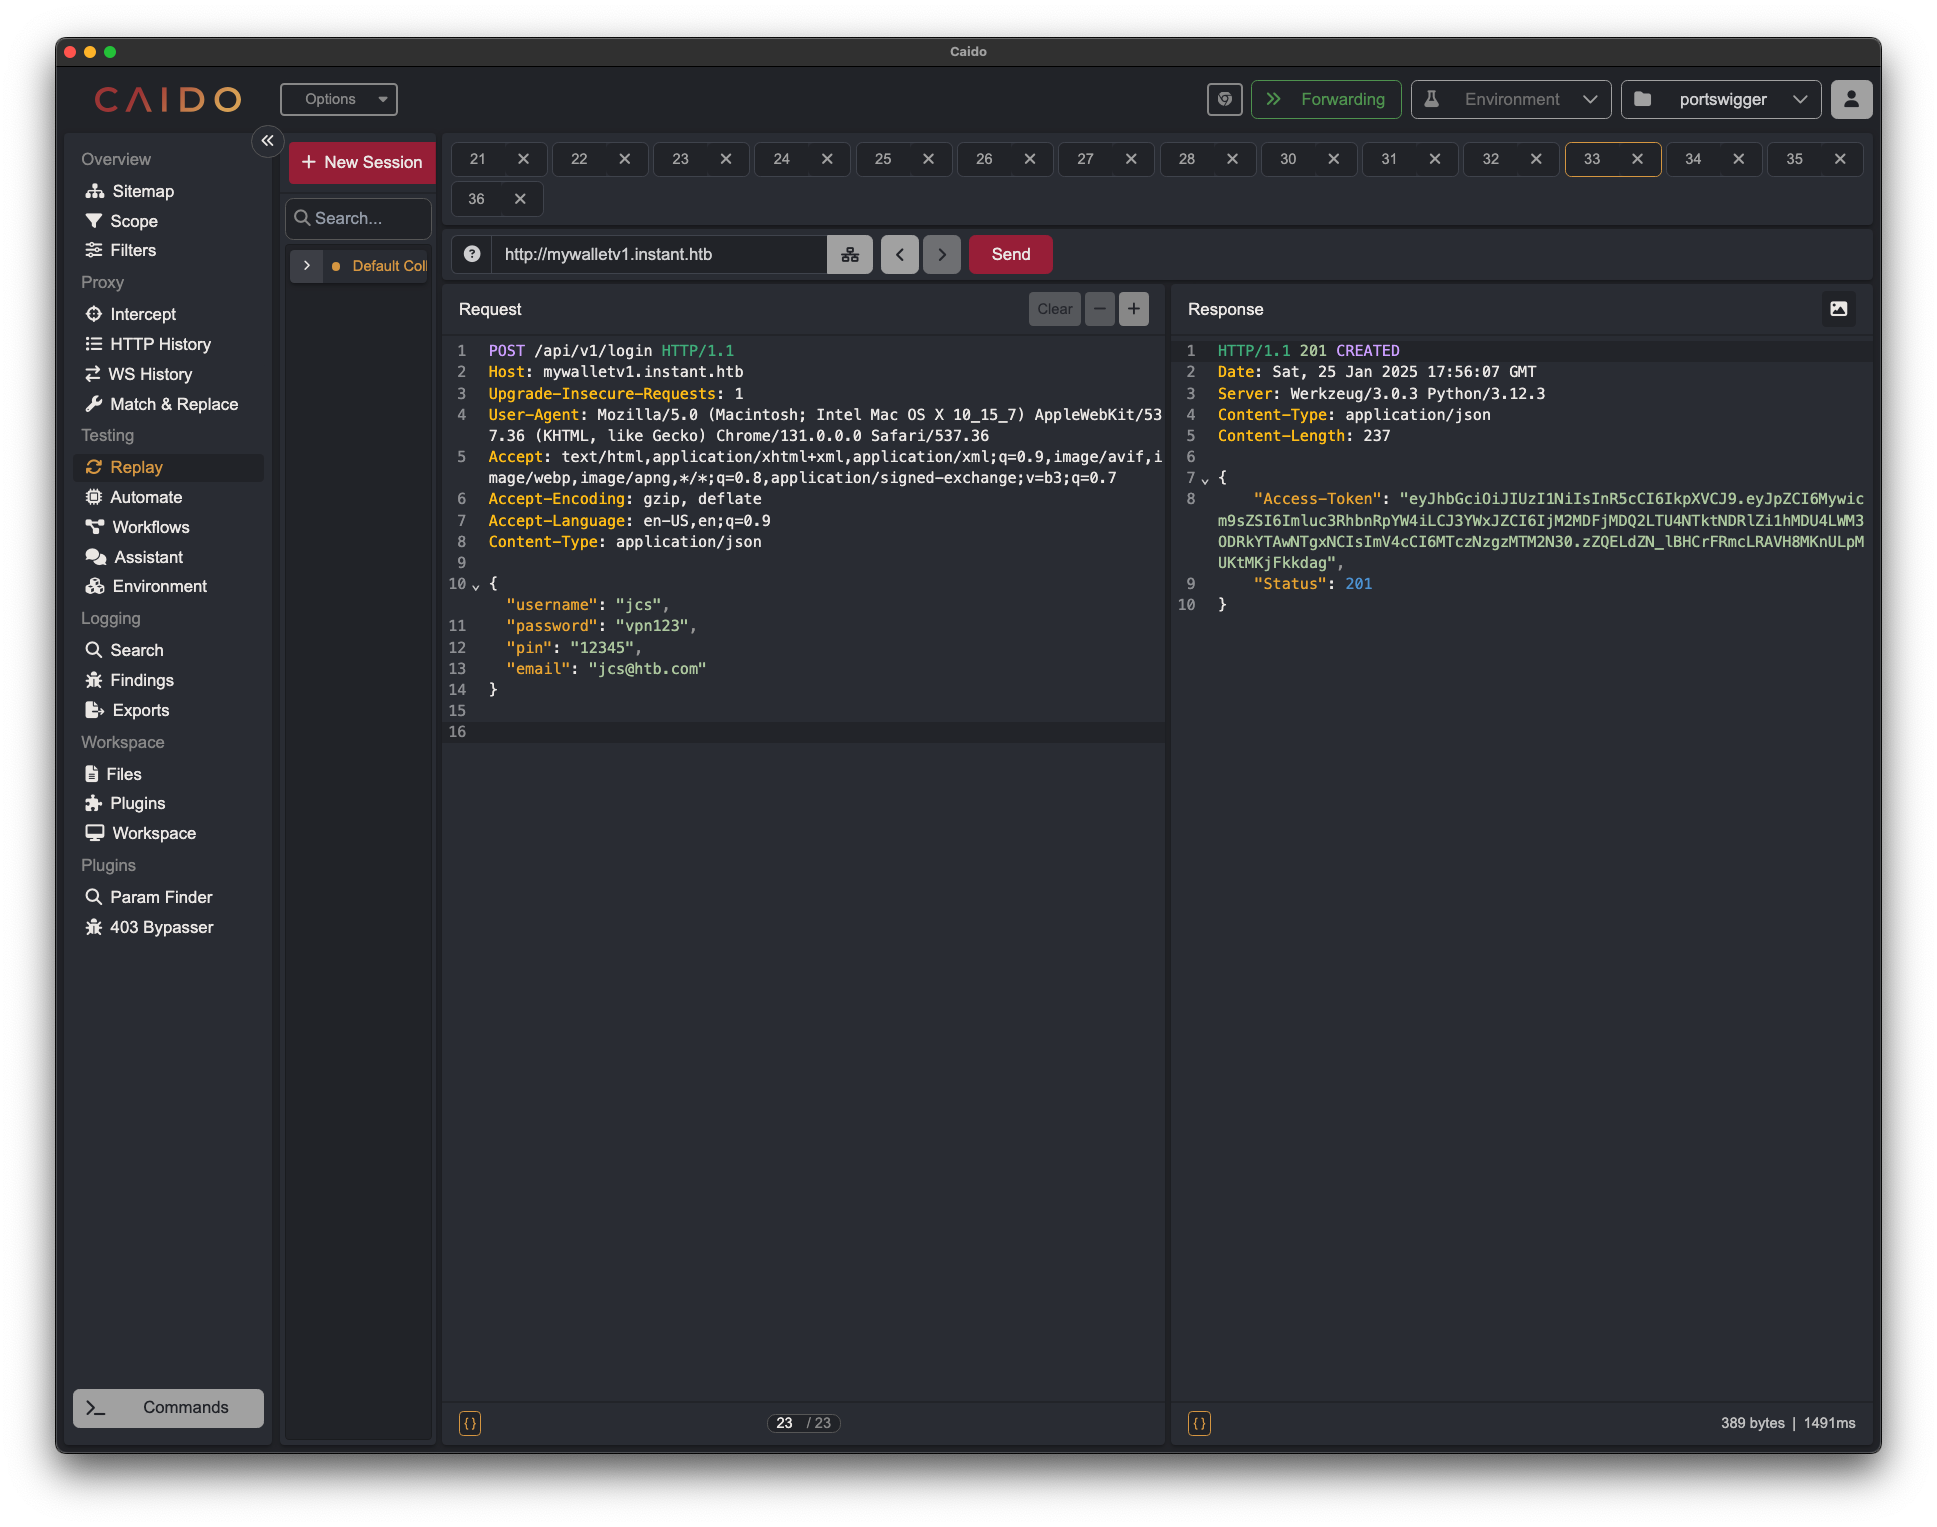 Caido
CAIDO
Options
Forwarding
Environment
portswigger
Overview
Sitemap
Scope
Filters
Proxy
Intercept
HTTP History
WS History
Match & Replace
Testing
Replay
Automate
Workflows
Assistant
Environment
Logging
Search
Findings
Exports
Workspace
Files
Plugins
Workspace
Plugins
Param Finder
403 Bypasser
Commands
+ New Session
Search...
Default Coll
21 22 23 24 25 26 27 28 30 31 32 33 34 35
36
http://mywalletv1.instant.htb
Send
Request
Clear
1 POST /api/v1/login HTTP/1.1
2 Host: mywalletv1.instant.htb
3 Upgrade-Insecure-Requests: 1
4 User-Agent: Mozilla/5.0 (Macintosh; Intel Mac OS X 10_15_7) AppleWebKit/53
7.36 (KHTML, like Gecko) Chrome/131.0.0.0 Safari/537.36
5 Accept: text/html,application/xhtml+xml,application/xml;q=0.9,image/avif,i
mage/webp,image/apng,*/*;q=0.8,application/signed-exchange;v=b3;q=0.7
6 Accept-Encoding: gzip, deflate
7 Accept-Language: en-US,en;q=0.9
8 Content-Type: application/json
9
10 {
"username": "jcs",
11 "password": "vpn123",
12 "pin": "12345",
13 "email": "jcs@htb.com"
14 }
15
16
{}
23 / 23
Response
1 HTTP/1.1 201 CREATED
2 Date: Sat, 25 Jan 2025 17:56:07 GMT
3 Server: Werkzeug/3.0.3 Python/3.12.3
4 Content-Type: application/json
5 Content-Length: 237
6
7 {
8 "Access-Token": "eyJhbGciOiJIUzI1NiIsInR5cCI6IkpXVCJ9.eyJpZCI6Mywic
m9sZSI6Imluc3RhbnRpYW4iLCJ3YWxJZCI6IjM2MDFjMDQ2LTU4NTktNDRlZi1hMDU4LWM3
ODRkYTAwNTgxNCIsImV4cCI6MTczNzgzMTM2N30.zZQELdZN_lBHCrFRmcLRAVH8MKnULpM
UKtMKjFkkdag",
9 "Status": 201
10 }
{}
389 bytes | 1491ms